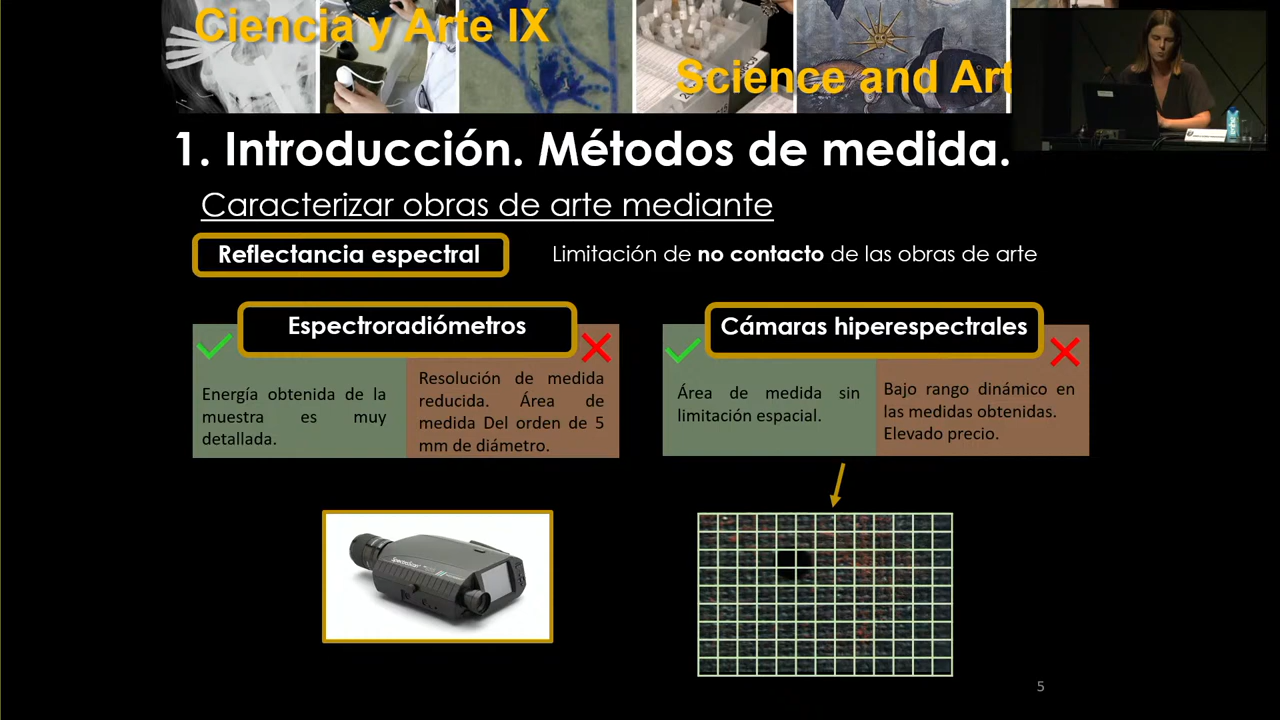 Ciencia y Arte IX
Science and Art
1. Introducción. Métodos de medida.
Caracterizar obras de arte mediante
Reflectancia espectral
Limitación de no contacto de las obras de arte
Espectroradiómetros
Energía obtenida de la
muestra es muy
detallada.
Resolución de medida
reducida. Área de
medida Del orden de 5
mm de diámetro.
Cámaras hiperespectrales
Área de medida sin
limitación espacial.
Bajo rango dinámico en
las medidas obtenidas.
Elevado precio.
SpectraScan
5